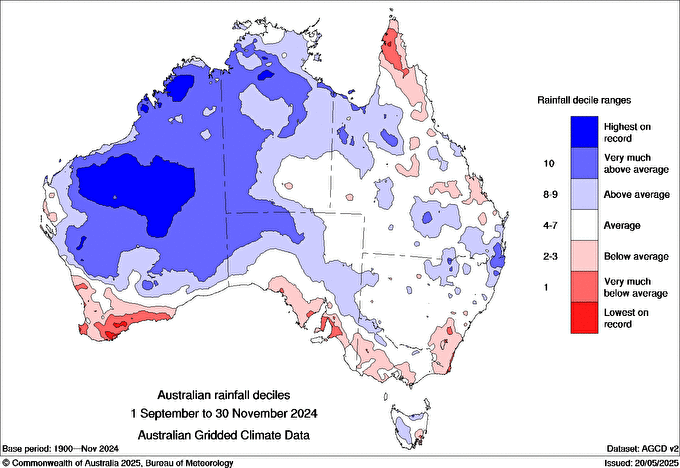 Rainfall decile ranges
Highest on
record
10 Very much
above average
8-9 Above average
4-7 Average
2-3 Below average
1 Very much
below average
Lowest on
record
Australian rainfall deciles
1 September to 30 November 2024
Australian Gridded Climate Data
Base period: 1900—Nov 2024 Dataset: AGCD v2
© Commonwealth of Australia 2025, Bureau of Meteorology Issued: 20/05/2025